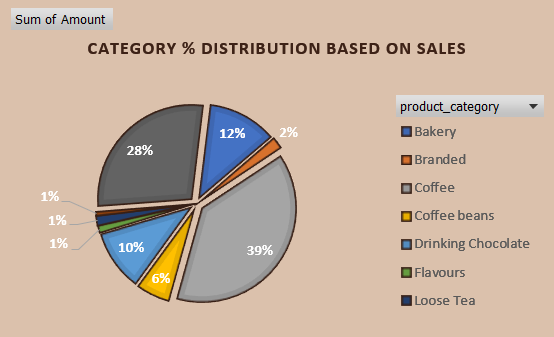 Sum of Amount
CATEGORY % DISTRIBUTION BASED ON SALES
product_category
Bakery
Branded
Coffee
Coffee beans
Drinking Chocolate
Flavours
Loose Tea
12%
2%
39%
6%
10%
1%
1%
1%
28%